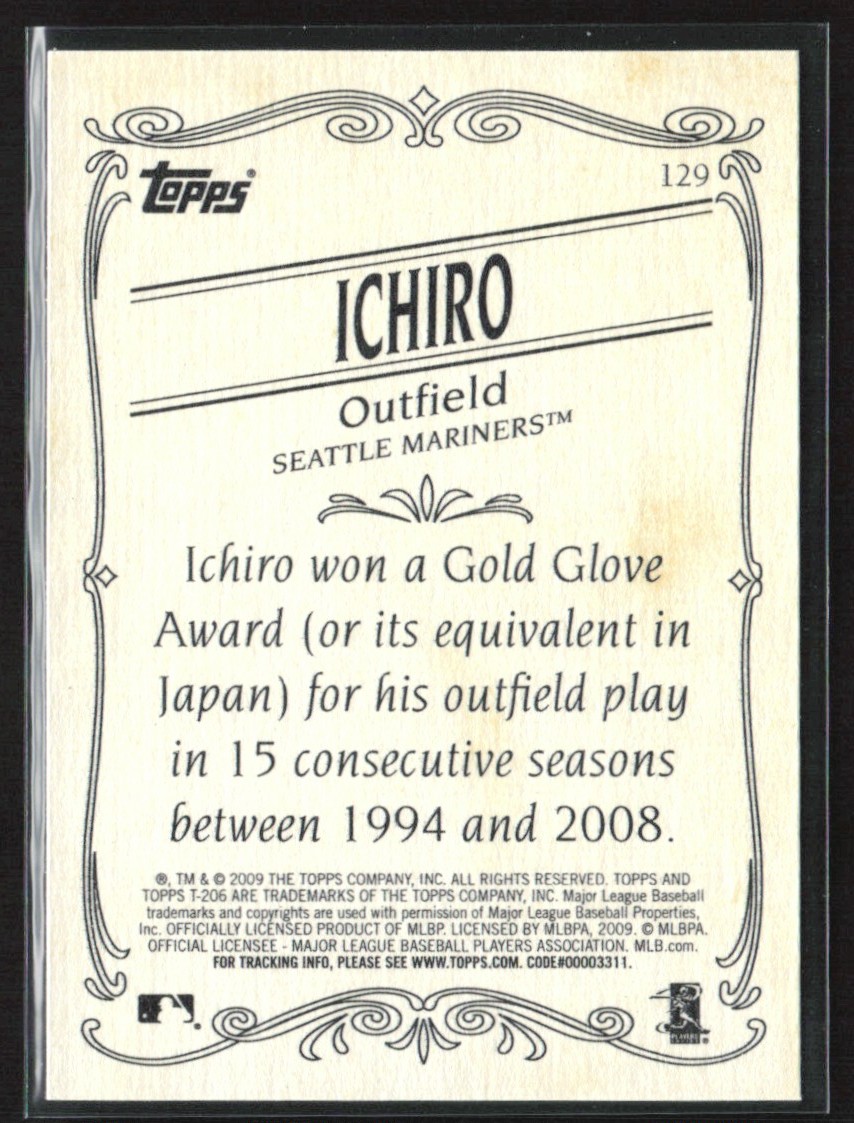 topps®
129
ICHIRO
Outfield
SEATTLE MARINERS™
Ichiro won a Gold Glove
Award (or its equivalent in
Japan) for his outfield play
in 15 consecutive seasons
between 1994 and 2008.
®, TM & © 2009 THE TOPPS COMPANY, INC. ALL RIGHTS RESERVED. TOPPS AND
TOPPS T-206 ARE TRADEMARKS OF THE TOPPS COMPANY, INC. Major League Baseball
trademarks and copyrights are used with permission of Major League Baseball Properties,
Inc. OFFICIALLY LICENSED PRODUCT OF MLBP. LICENSED BY MLBPA, 2009. © MLBPA.
OFFICIAL LICENSEE - MAJOR LEAGUE BASEBALL PLAYERS ASSOCIATION. MLB.com.
FOR TRACKING INFO, PLEASE SEE WWW.TOPPS.COM. CODE#00003311.